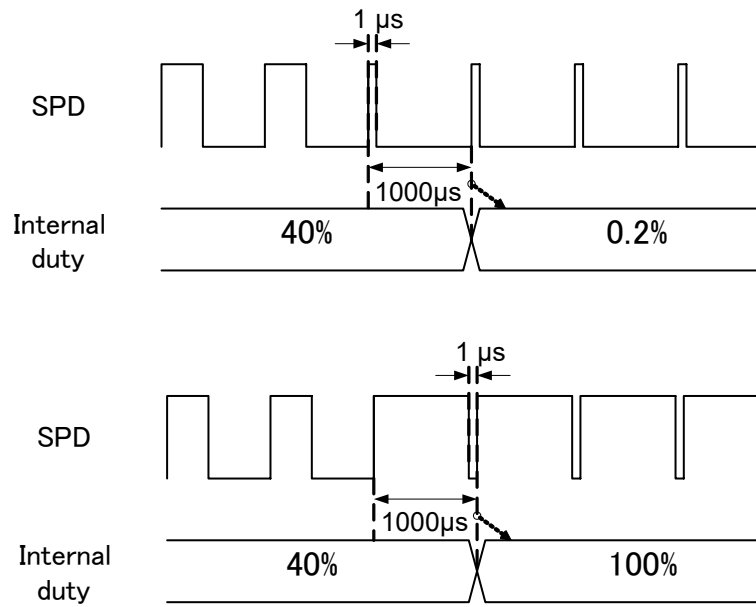 1 µs
SPD
1000µs
Internal
duty
40%
0.2%
1 µs
SPD
1000µs
Internal
duty
40%
100%